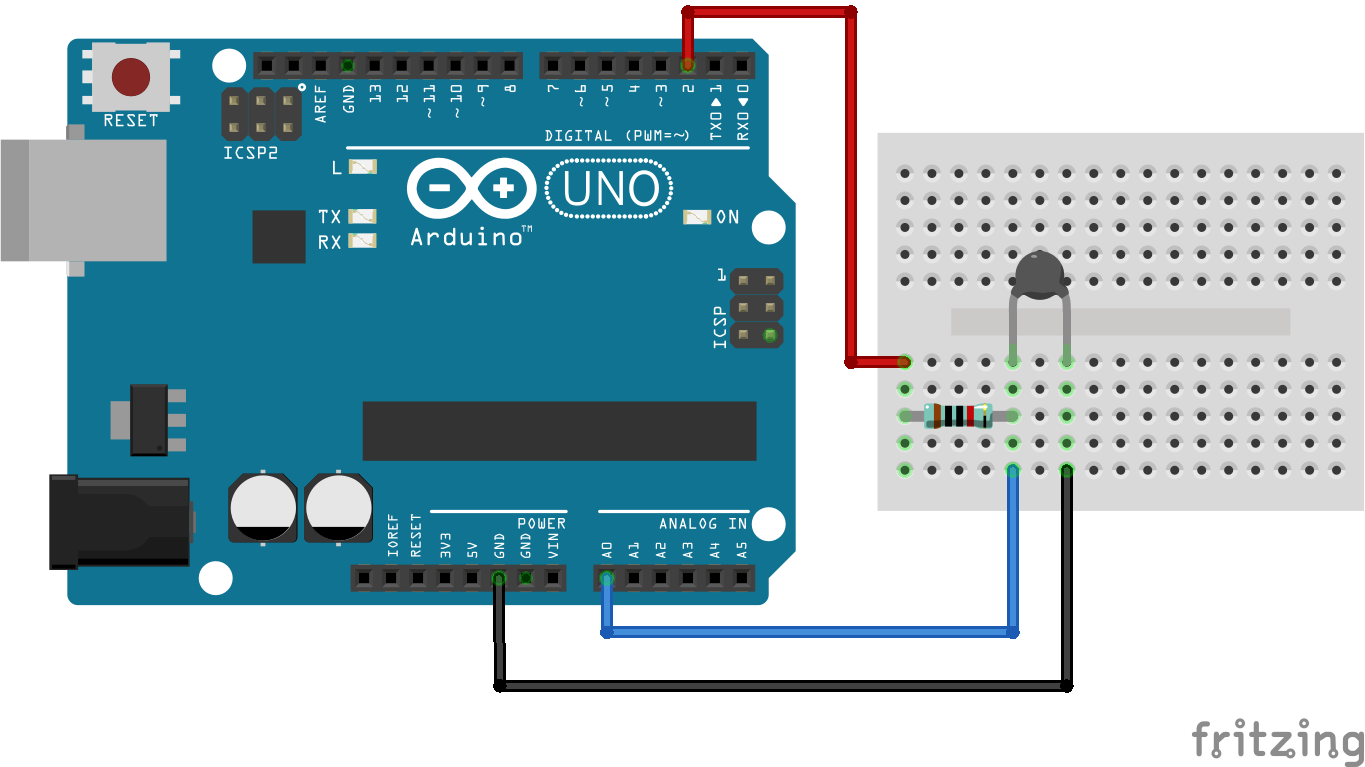 RESET
ICSP2
AREF
GND
13
12
~11
~10
~9
8
7
~6
~5
4
~3
2
TX0▶1
RX0◀0
DIGITAL (PWM=~)
L
TX
RX
UNO
Arduino™
ON
1
ICSP
POWER
ANALOG IN
IOREF
RESET
3V3
5V
GND
GND
VIN
A0
A1
A2
A3
A4
A5
fritzing